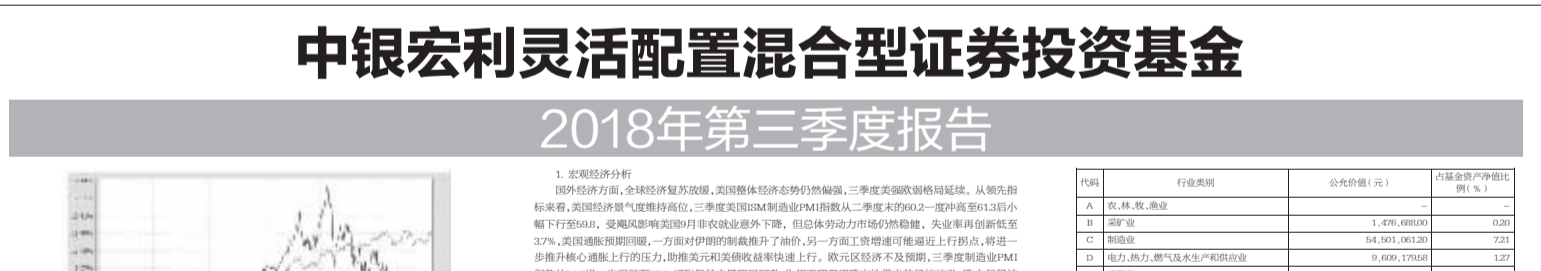 中银宏利灵活配置混合型证券投资基金
2018年第三季度报告
1. 宏观经济分析
国外经济方面,全球经济复苏放缓,美国整体经济态势仍然偏强,三季度美强欧弱格局延续。从领先指
标来看,美国经济景气度维持高位,三季度美国ISM制造业PMI指数从二季度末的60.2一度冲高至61.3后小
幅下行至59.8, 受飓风影响美国9月非农就业意外下降, 但总体劳动力市场仍然稳健, 失业率再创新低至
3.7%,美国通胀预期回暖,一方面对伊朗的制裁推升了油价,另一方面工资增速可能逼近上行拐点,将进一
步推升核心通胀上行的压力,助推美元和美债收益率快速上行。欧元区经济不及预期,三季度制造业PMI
代码 行业类别 公允价值(元) 占基金资产净值比
例(%)
A 农、林、牧、渔业 – –
B 采矿业 1,476,688.00 0.20
C 制造业 54,501,061.20 7.21
D 电力、热力、燃气及水生产和供应业 9,609,179.58 1.27